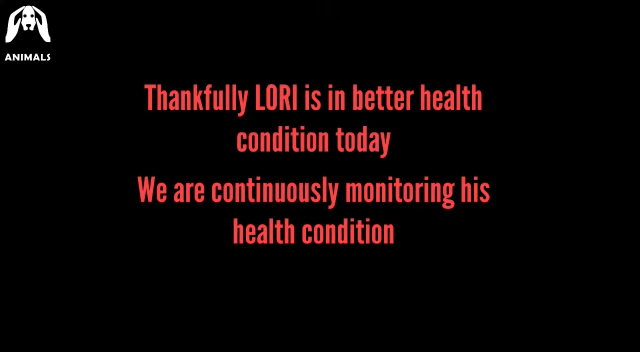 ANIMALS
Thankfully LORI is in better health
condition today
We are continuously monitoring his
health condition